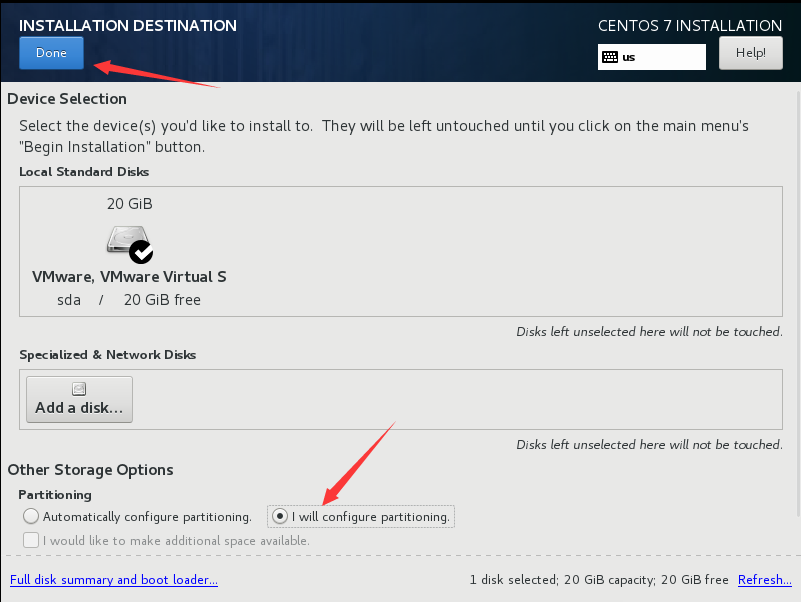 INSTALLATION DESTINATION
CENTOS 7 INSTALLATION
Done
us
Help!
Device Selection
Select the device(s) you'd like to install to.  They will be left untouched until you click on the main menu's
"Begin Installation" button.
Local Standard Disks
20 GiB
VMware, VMware Virtual S
sda / 20 GiB free
Disks left unselected here will not be touched.
Specialized & Network Disks
Add a disk...
Disks left unselected here will not be touched.
Other Storage Options
Partitioning
Automatically configure partitioning.
I will configure partitioning.
I would like to make additional space available.
Full disk summary and boot loader...
1 disk selected; 20 GiB capacity; 20 GiB free
Refresh...